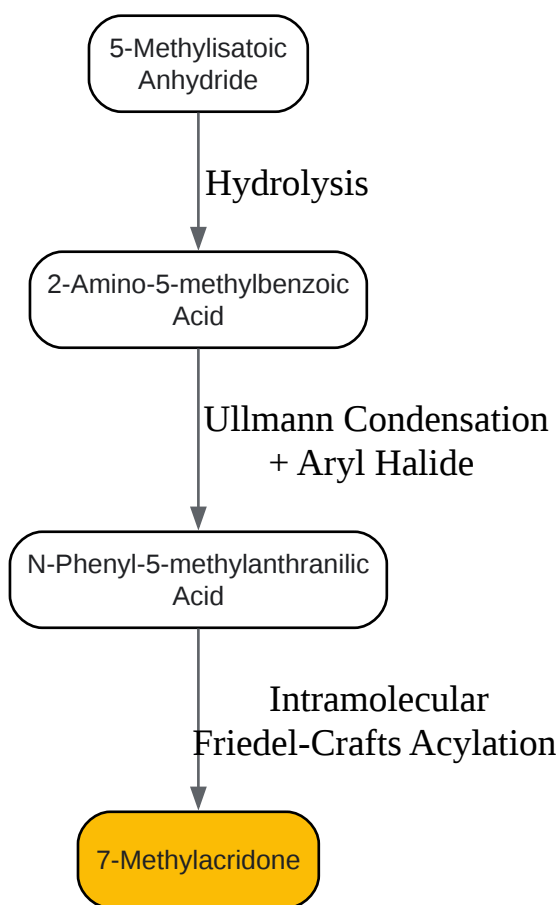 5-Methylisatoic
Anhydride
Hydrolysis
2-Amino-5-methylbenzoic
Acid
Ullmann Condensation
+ Aryl Halide
N-Phenyl-5-methylanthranilic
Acid
Intramolecular
Friedel-Crafts Acylation
7-Methylacridone